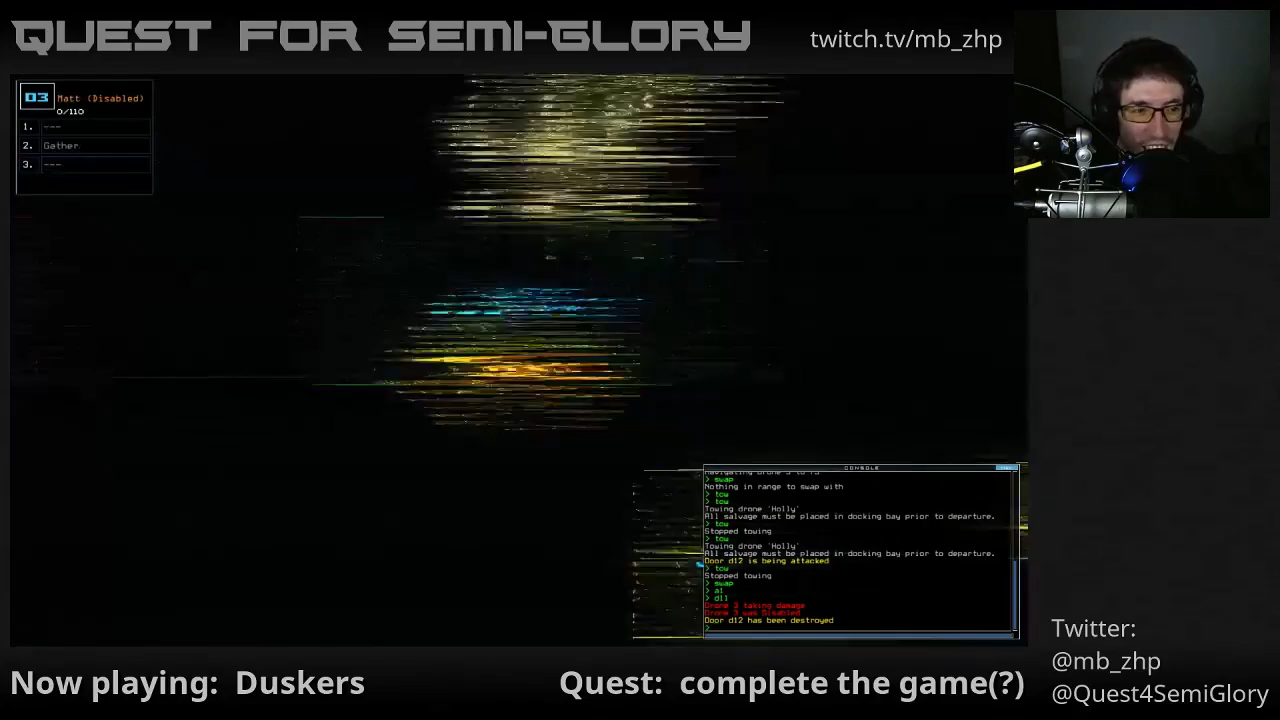 QUEST FOR SEMI-GLORY
twitch.tv/mb_zhp
03 Matt (Disabled)
0/110
1. ---
2. Gather
3. ---
CONSOLE
> swap
Nothing in range to swap with
> tow
> tow
Towing drone 'Holly'
All salvage must be placed in docking bay prior to departure.
> tow
Stopped towing
> tow
Towing drone 'Holly'
All salvage must be placed in docking bay prior to departure.
Door d12 is being attacked
> tow
Stopped towing
> swap
> a1
> d11
Drone 3 taking damage
Drone 3 was Disabled
Door d12 has been destroyed
>
Now playing: Duskers
Quest: complete the game(?)
Twitter:
@mb_zhp
@Quest4SemiGlory